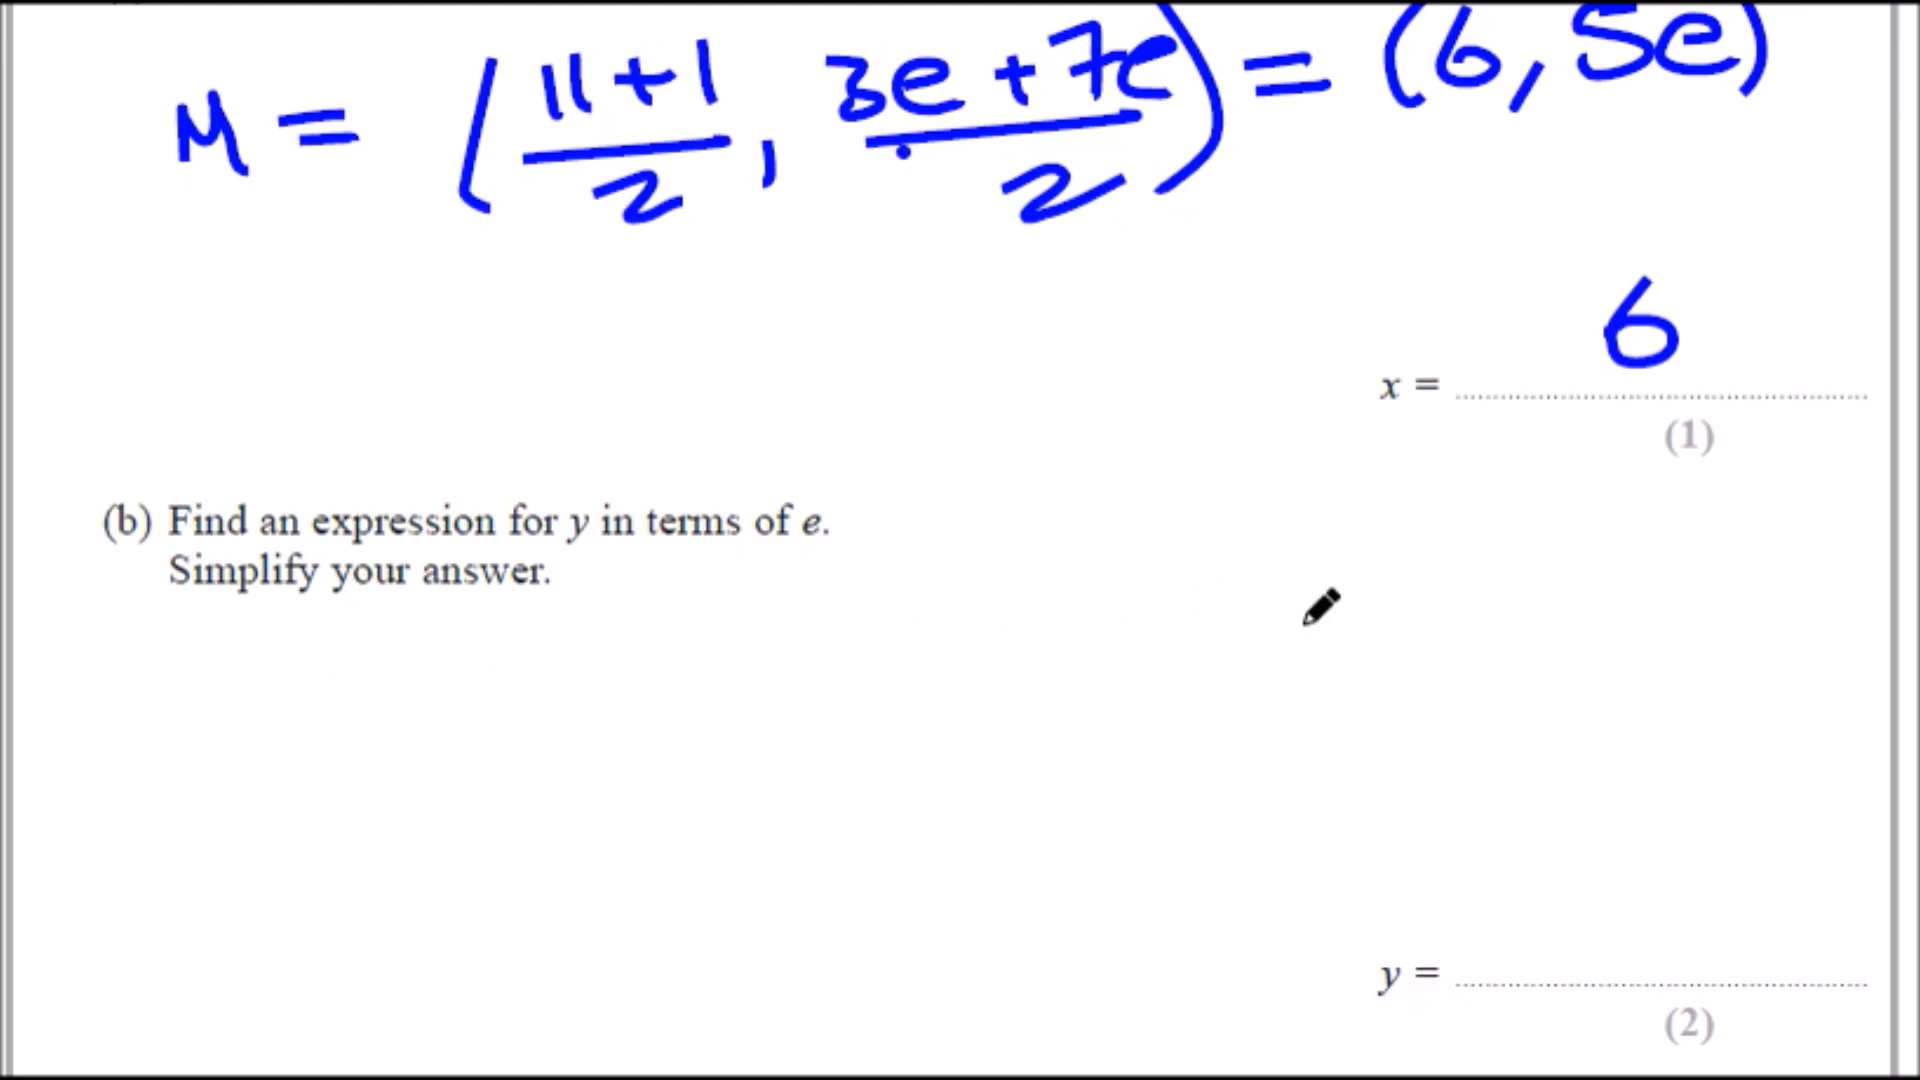 M = (11+1/2, 3e+7e/2) = (6, 5e)
6
x =
(1)
(b) Find an expression for y in terms of e.
Simplify your answer.
y =
(2)